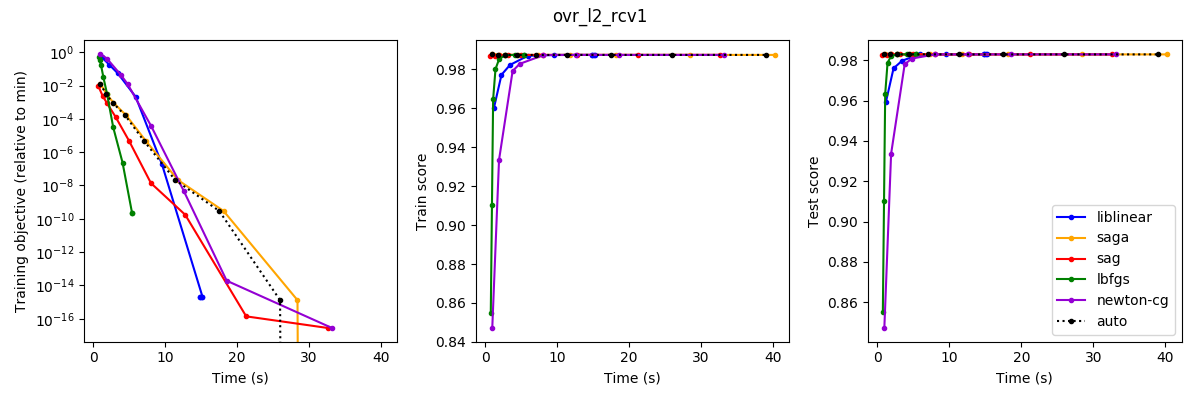 ovr_l2_rcv1
Training objective (relative to min)
10^0
10^-2
10^-4
10^-6
10^-8
10^-10
10^-12
10^-14
10^-16
0 10 20 30 40
Time (s)
Train score
0.98
0.96
0.94
0.92
0.90
0.88
0.86
0.84
0 10 20 30 40
Time (s)
Test score
0.98
0.96
0.94
0.92
0.90
0.88
0.86
0 10 20 30 40
Time (s)
liblinear
saga
sag
lbfgs
newton-cg
auto